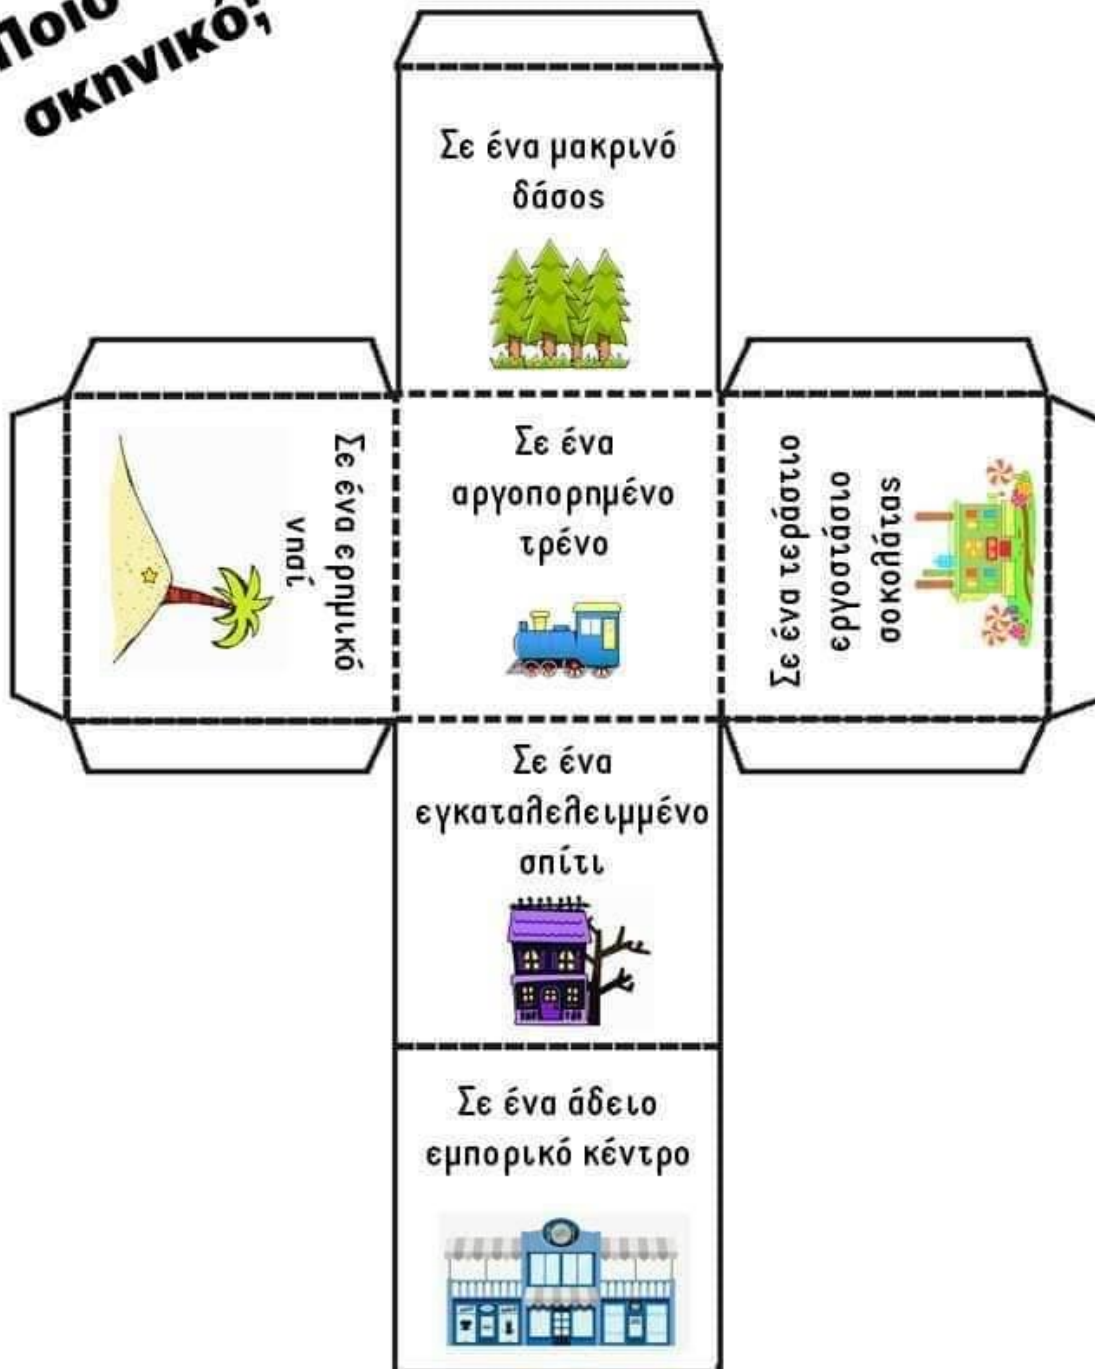 Ποιο
σκηνικό;
Σε ένα μακρινό
δάσος
Σε ένα ερημικό
νησί
Σε ένα
αργοπορημένο
τρένο
Σε ένα τεράστιο
εργοστάσιο
σοκολάτας
Σε ένα
εγκαταλελειμμένο
σπίτι
Σε ένα άδειο
εμπορικό κέντρο